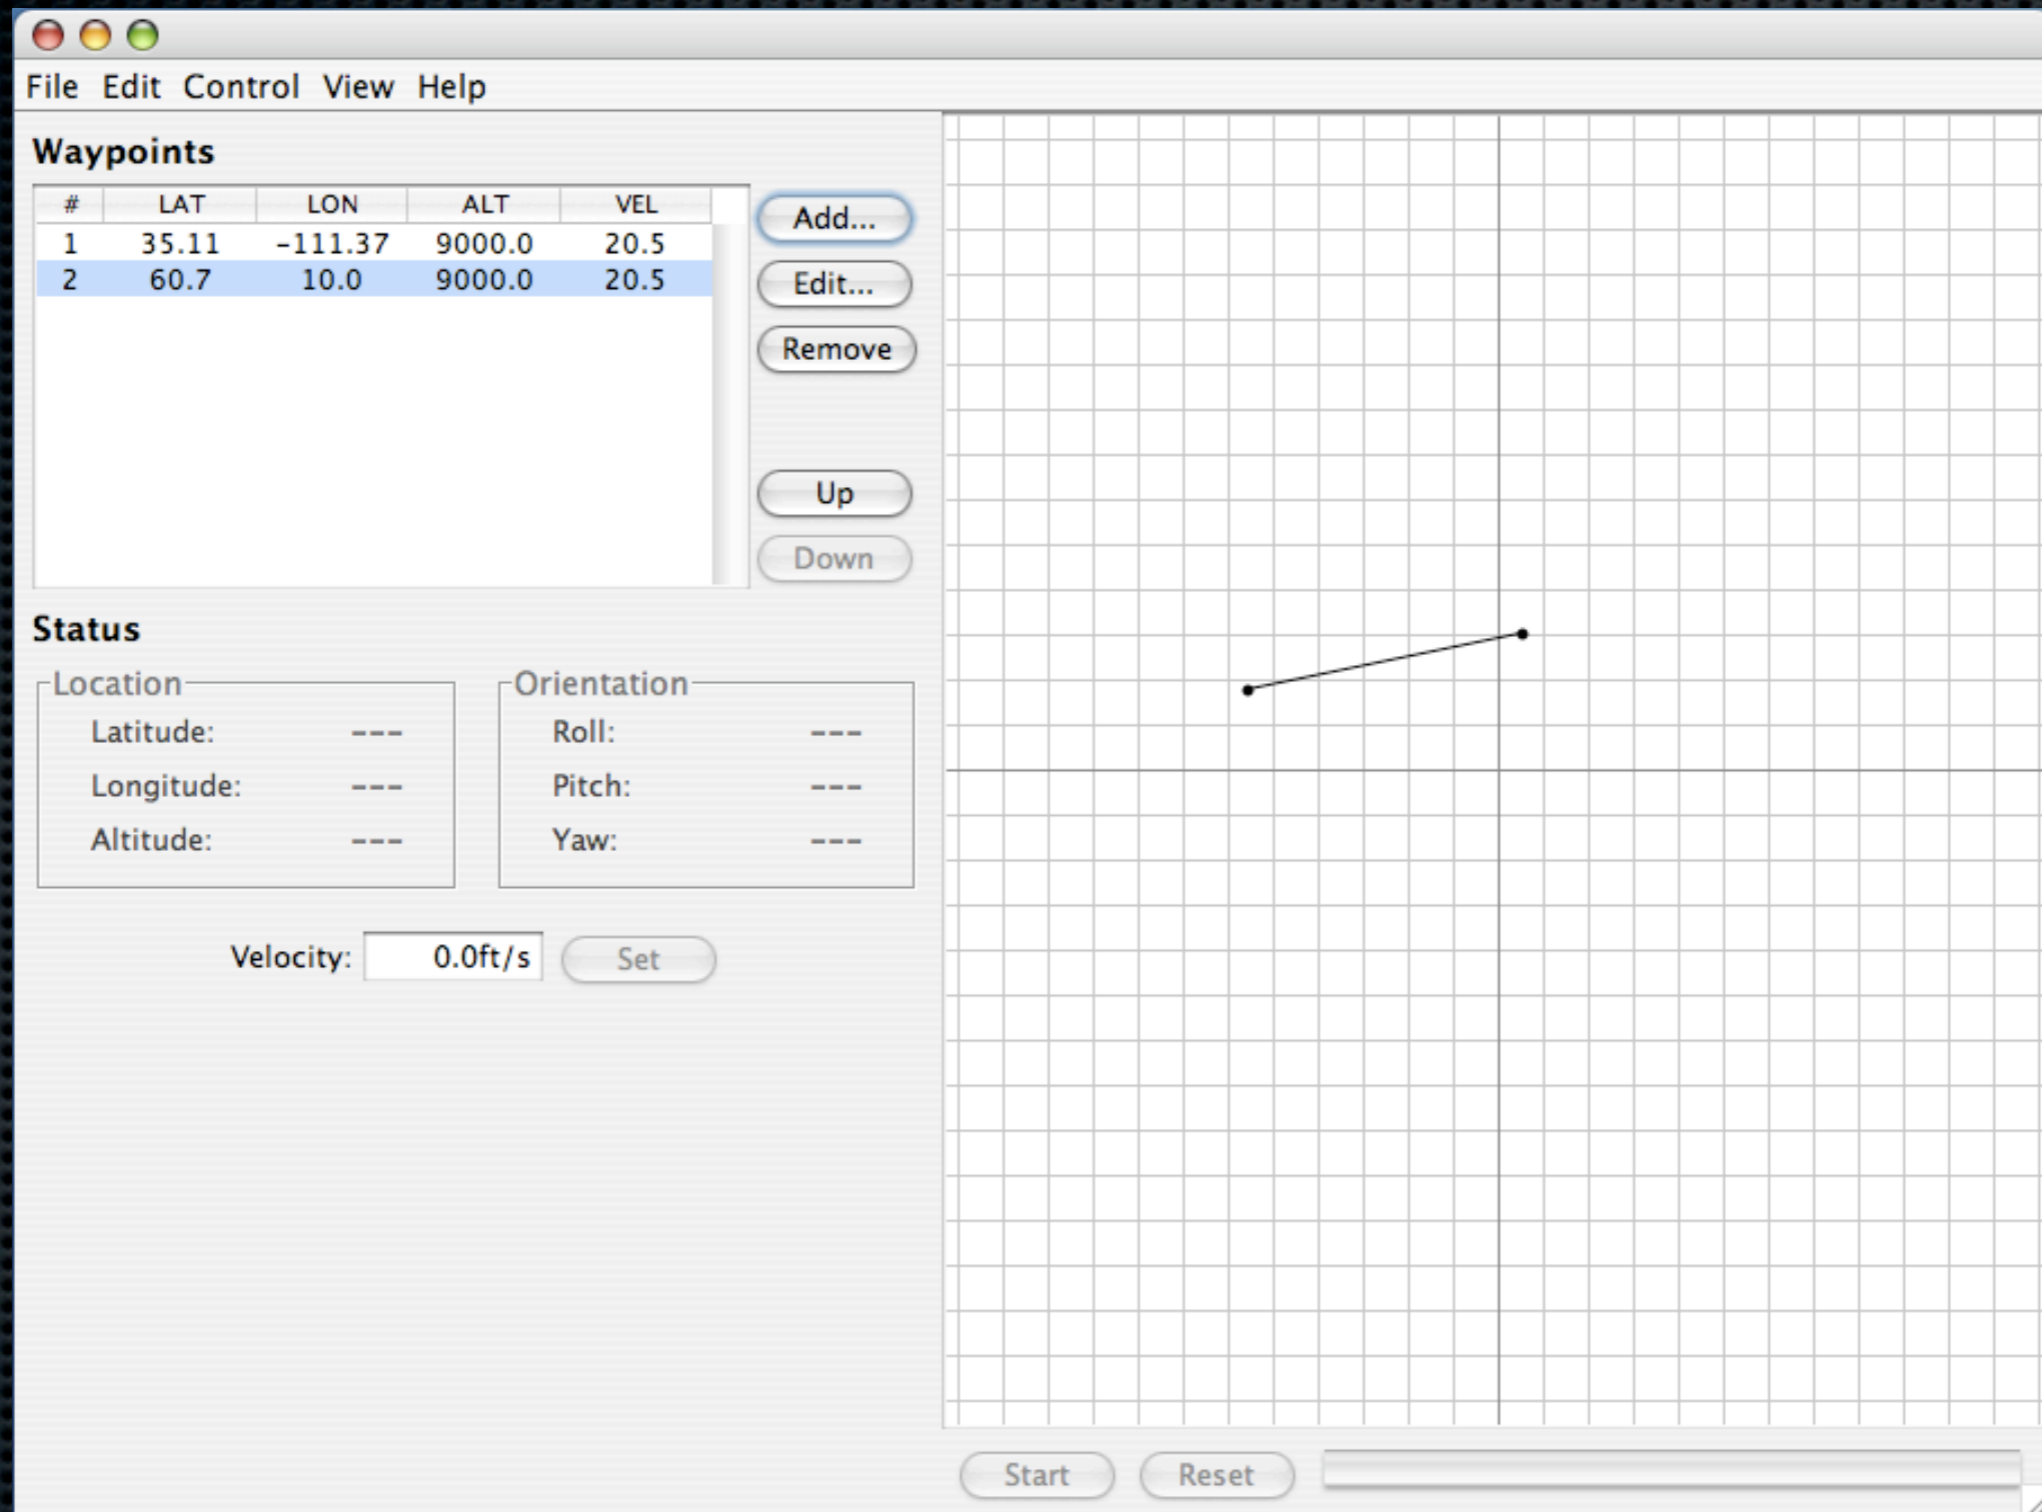 File Edit Control View Help
Waypoints
# LAT LON ALT VEL
1 35.11 -111.37 9000.0 20.5
2 60.7 10.0 9000.0 20.5
Add...
Edit...
Remove
Up
Down
Status
Location
Latitude: ---
Longitude: ---
Altitude: ---
Orientation
Roll: ---
Pitch: ---
Yaw: ---
Velocity: 0.0ft/s Set
Start Reset